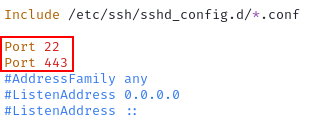 Include /etc/ssh/sshd_config.d/*.conf
Port 22
Port 443
#AddressFamily any
#ListenAddress 0.0.0.0
#ListenAddress ::